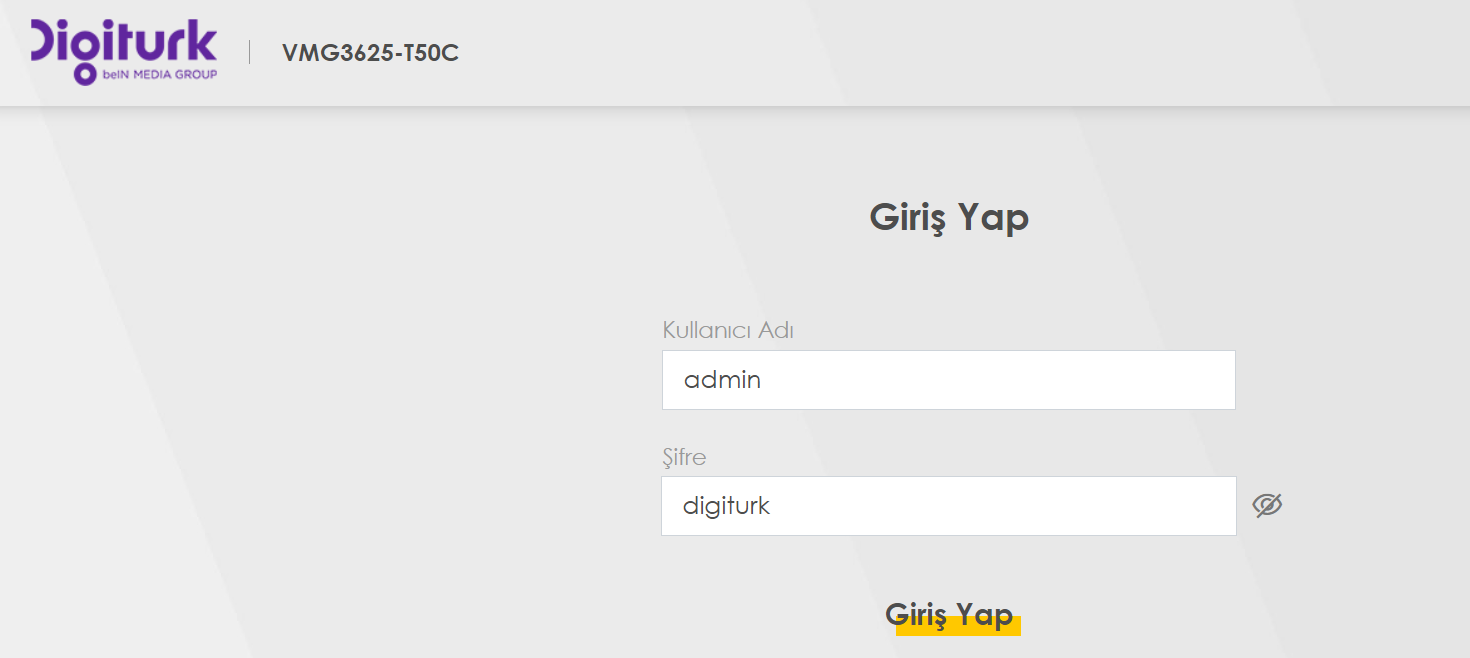 Digiturk
beIN MEDIA GROUP
VMG3625-T50C
Giriş Yap
Kullanıcı Adı
admin
Şifre
digiturk
Giriş Yap